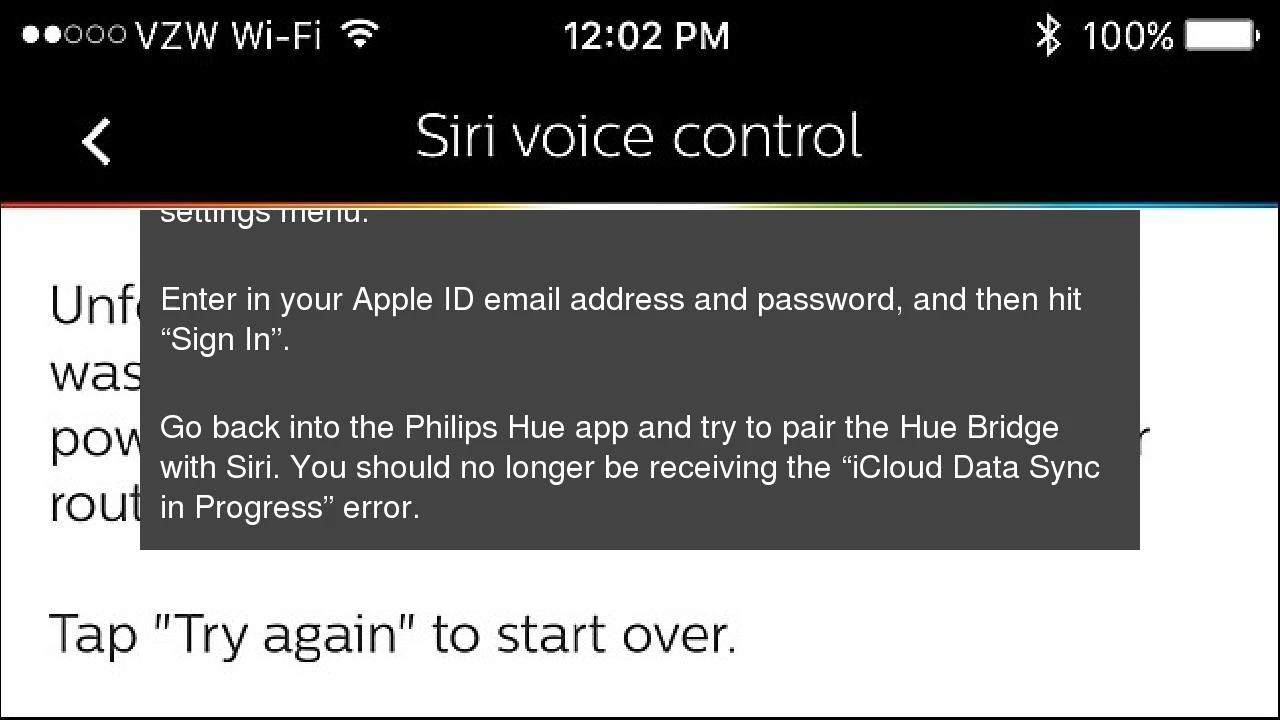 VZW Wi-Fi 12:02 PM 100%
Siri voice control
settings menu.
Enter in your Apple ID email address and password, and then hit
“Sign In”.
Go back into the Philips Hue app and try to pair the Hue Bridge
with Siri. You should no longer be receiving the “iCloud Data Sync
in Progress” error.
Tap "Try again" to start over.